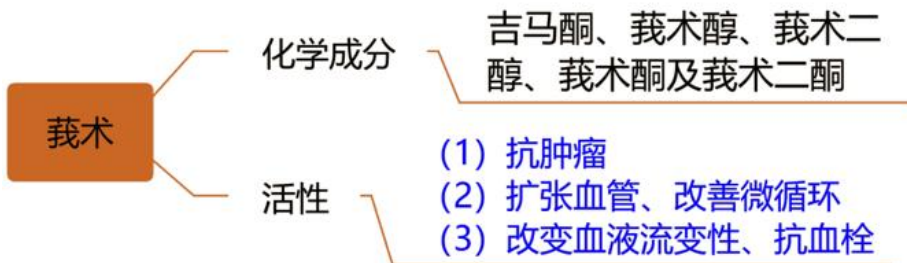 莪术
化学成分
吉马酮、莪术醇、莪术二
醇、莪术酮及莪术二酮
活性
（1）抗肿瘤
（2）扩张血管、改善微循环
（3）改变血液流变性、抗血栓